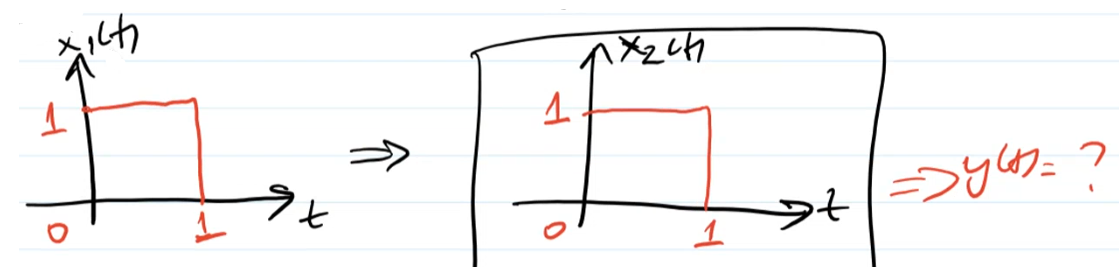 x₁(t)
1
0
1
t
⇒
x₂(t)
1
0
1
t
⇒ y(t) = ?